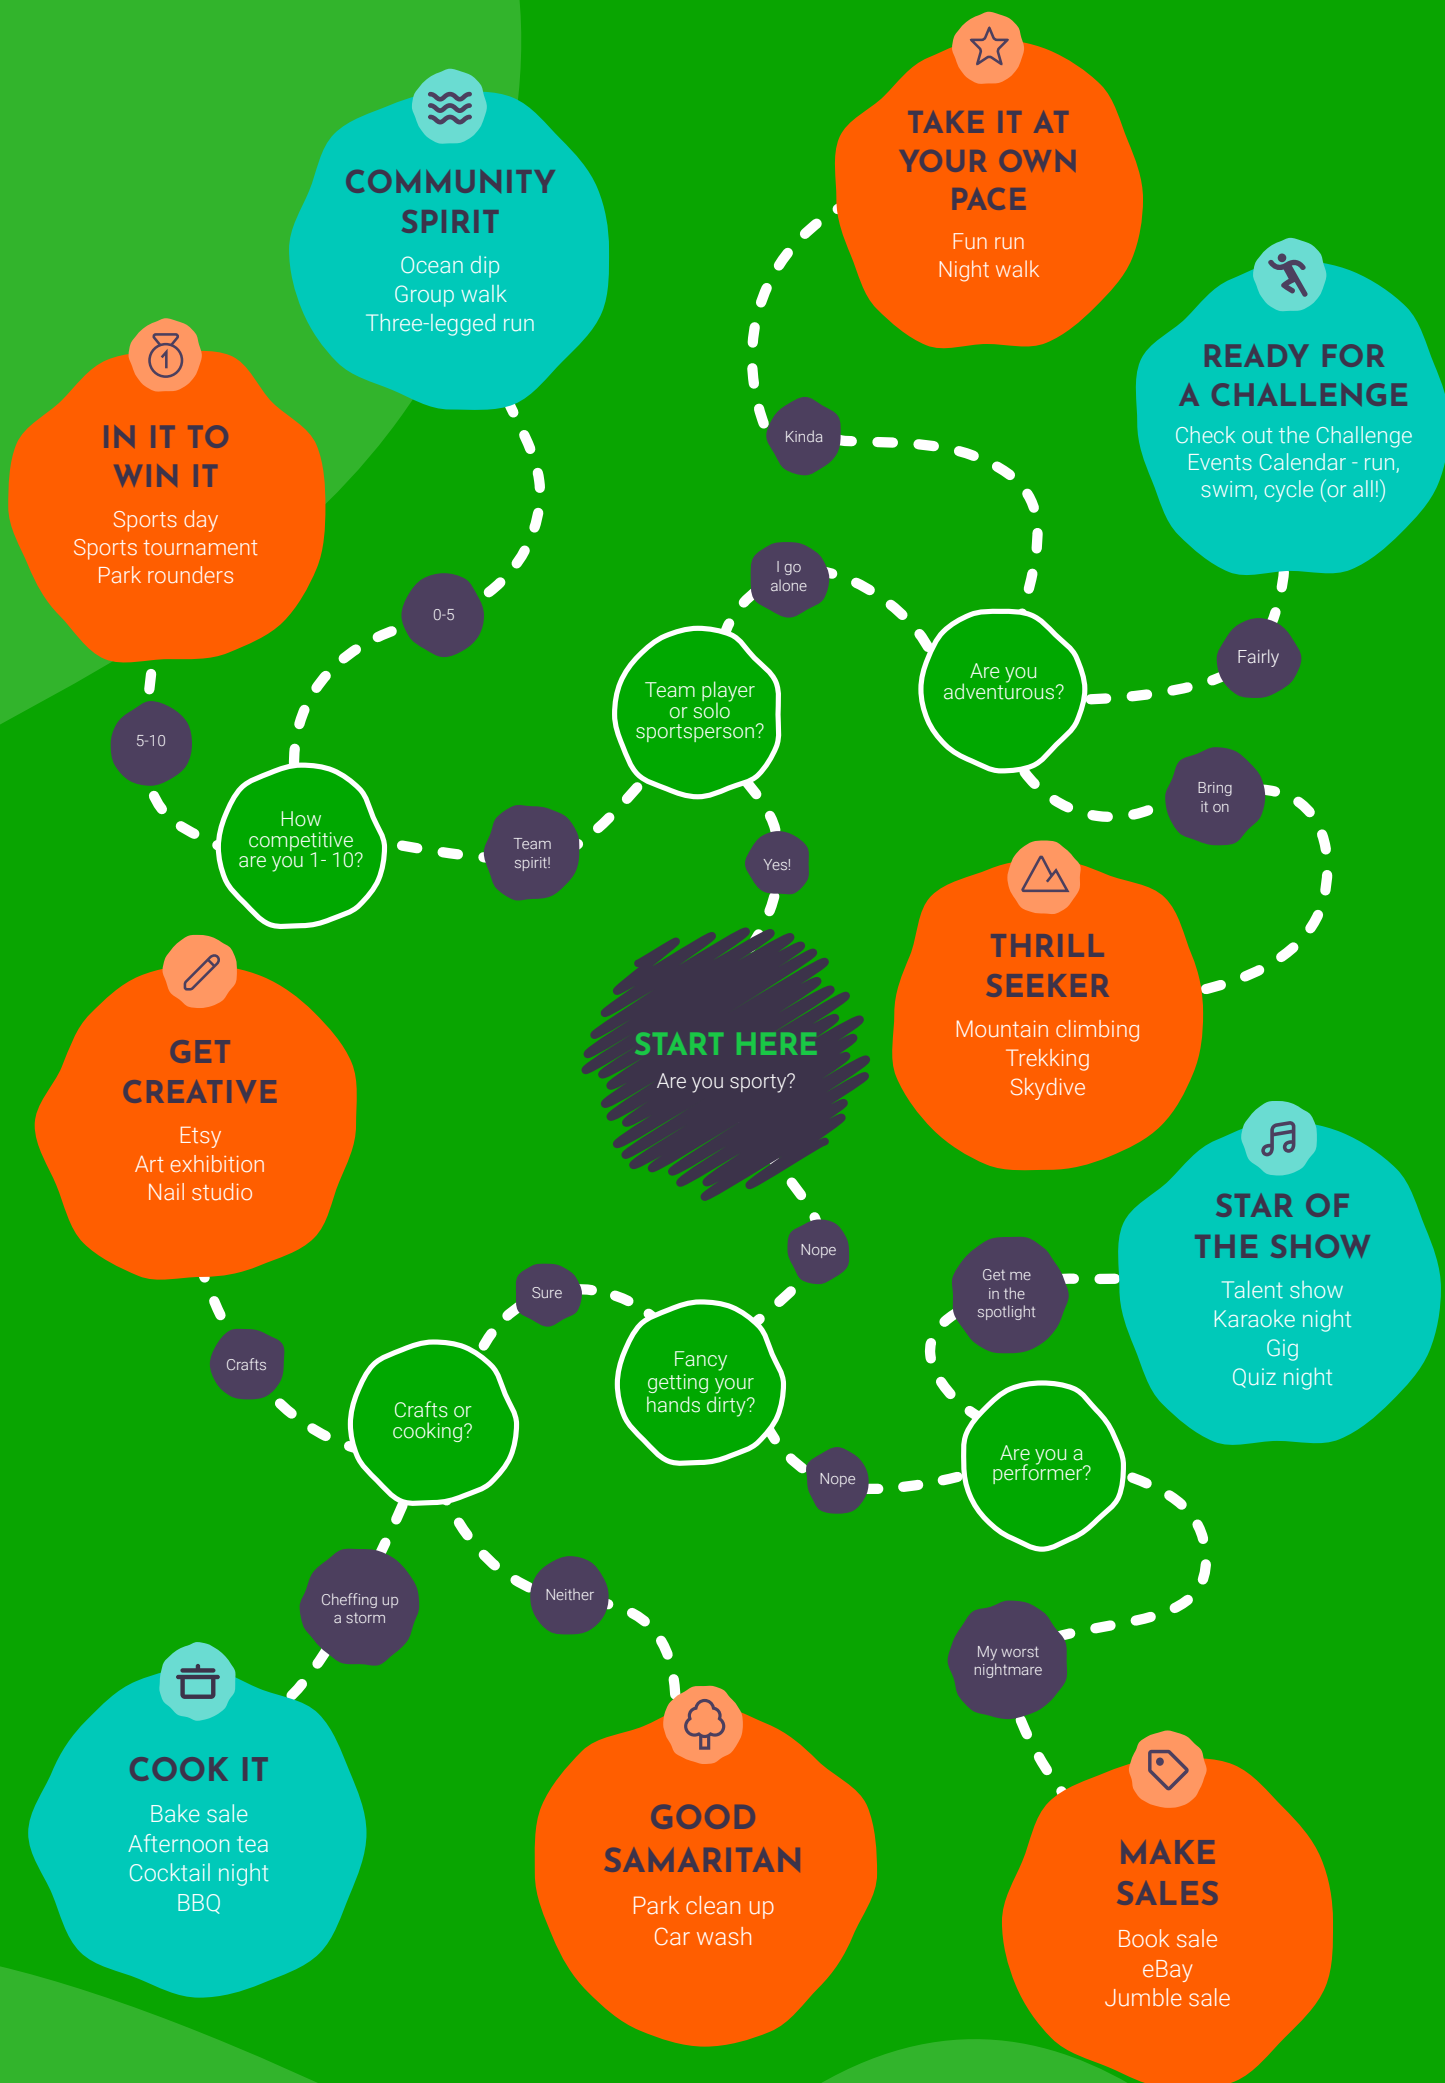 TAKE IT AT
YOUR OWN
PACE
Fun run
Night walk
COMMUNITY
SPIRIT
Ocean dip
Group walk
Three-legged run
READY FOR
A CHALLENGE
Check out the Challenge
Events Calendar - run,
swim, cycle (or all!)
IN IT TO
WIN IT
Sports day
Sports tournament
Park rounders
Kinda
I go
alone
0-5
Fairly
Team player
or solo
sportsperson?
Are you
adventurous?
5-10
Bring
it on
How
competitive
are you 1- 10?
Team
spirit!
Yes!
THRILL
SEEKER
Mountain climbing
Trekking
Skydive
START HERE
Are you sporty?
GET
CREATIVE
Etsy
Art exhibition
Nail studio
STAR OF
THE SHOW
Talent show
Karaoke night
Gig
Quiz night
Nope
Get me
in the
spotlight
Sure
Crafts
Fancy
getting your
hands dirty?
Crafts or
cooking?
Nope
Are you a
performer?
Cheffing up
a storm
Neither
My worst
nightmare
COOK IT
Bake sale
Afternoon tea
Cocktail night
BBQ
GOOD
SAMARITAN
Park clean up
Car wash
MAKE
SALES
Book sale
eBay
Jumble sale
1